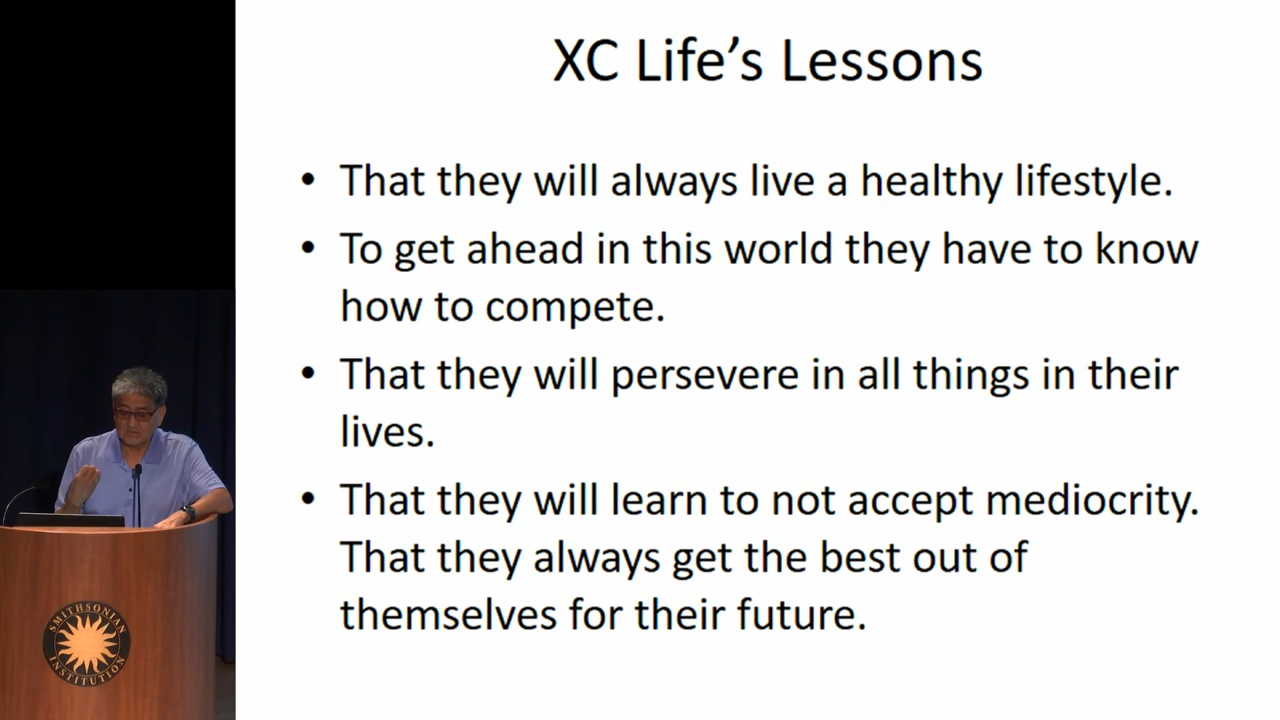 XC Life’s Lessons
• That they will always live a healthy lifestyle.
• To get ahead in this world they have to know
how to compete.
• That they will persevere in all things in their
lives.
• That they will learn to not accept mediocrity.
That they always get the best out of
themselves for their future.
SMITHSONIAN
INSTITUTION